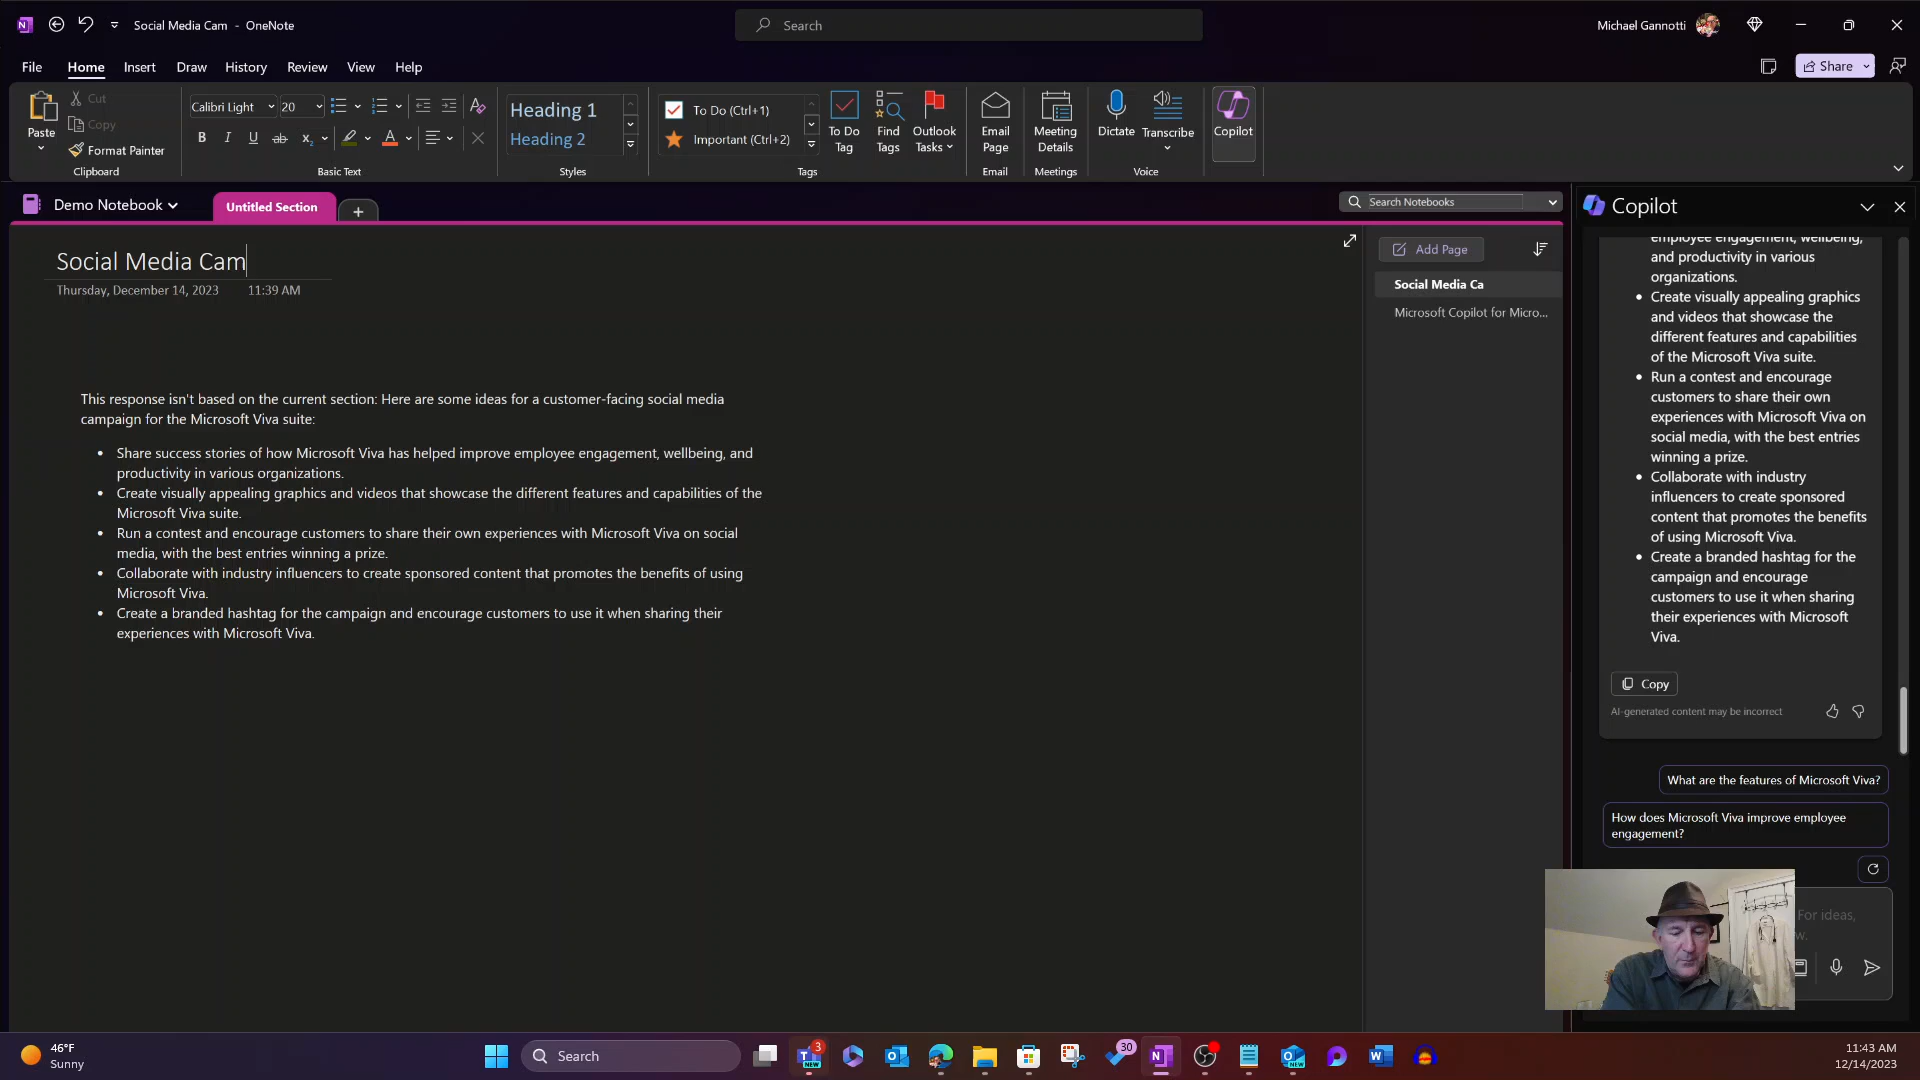 Social Media Cam - OneNote
Search
Michael Gannotti
File
Home
Insert
Draw
History
Review
View
Help
Share
Paste
Cut
Copy
Format Painter
Clipboard
Calibri Light
20
B I U ab x
A
Basic Text
Heading 1
Heading 2
Styles
To Do (Ctrl+1)
Important (Ctrl+2)
To Do
Tag
Find
Tags
Outlook
Tasks
Tags
Email
Page
Email
Meeting
Details
Meetings
Dictate
Transcribe
Voice
Copilot
Demo Notebook
Untitled Section
+
Search Notebooks
Social Media Cam
Thursday, December 14, 2023 11:39 AM
This response isn't based on the current section: Here are some ideas for a customer-facing social media
campaign for the Microsoft Viva suite:
• Share success stories of how Microsoft Viva has helped improve employee engagement, wellbeing, and
productivity in various organizations.
• Create visually appealing graphics and videos that showcase the different features and capabilities of the
Microsoft Viva suite.
• Run a contest and encourage customers to share their own experiences with Microsoft Viva on social
media, with the best entries winning a prize.
• Collaborate with industry influencers to create sponsored content that promotes the benefits of using
Microsoft Viva.
• Create a branded hashtag for the campaign and encourage customers to use it when sharing their
experiences with Microsoft Viva.
Add Page
Social Media Ca
Microsoft Copilot for Micro...
Copilot
employee engagement, wellbeing,
and productivity in various
organizations.
• Create visually appealing graphics
and videos that showcase the
different features and capabilities
of the Microsoft Viva suite.
• Run a contest and encourage
customers to share their own
experiences with Microsoft Viva on
social media, with the best entries
winning a prize.
• Collaborate with industry
influencers to create sponsored
content that promotes the benefits
of using Microsoft Viva.
• Create a branded hashtag for the
campaign and encourage
customers to use it when sharing
their experiences with Microsoft
Viva.
Copy
AI-generated content may be incorrect
What are the features of Microsoft Viva?
How does Microsoft Viva improve employee
engagement?
For ideas,
w.
46°F
Sunny
Search
3
NEW
30
NEW
11:43 AM
12/14/2023